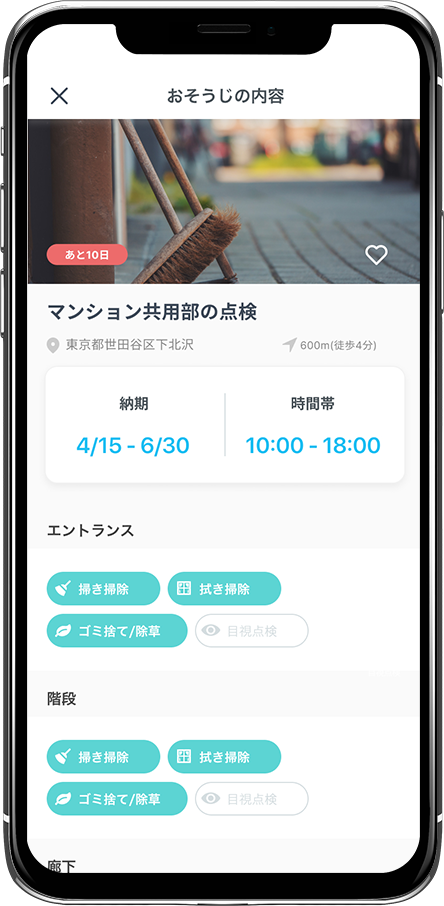 おそうじの内容
あと10日
マンション共用部の点検
東京都世田谷区下北沢 600m(徒歩4分)
納期 時間帯
4/15 - 6/30 10:00 - 18:00
エントランス
掃き掃除 拭き掃除
ゴミ捨て/除草 目視点検
階段
掃き掃除 拭き掃除
ゴミ捨て/除草 目視点検
廊下